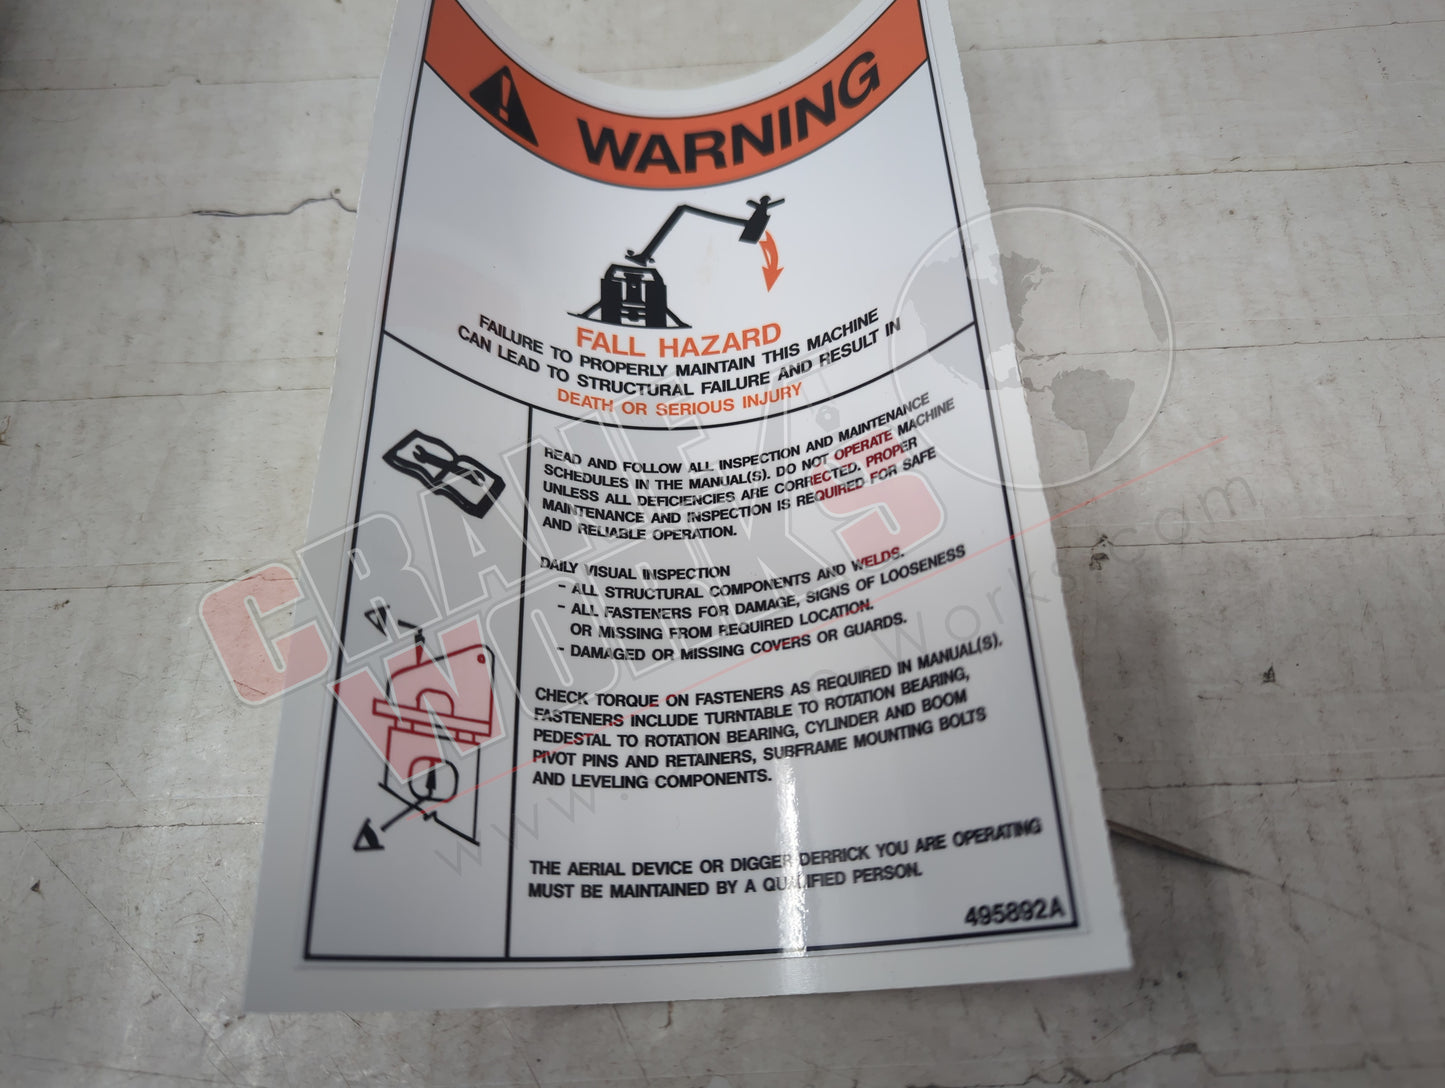 WARNING
FALL HAZARD
FAILURE TO PROPERLY MAINTAIN THIS MACHINE
CAN LEAD TO STRUCTURAL FAILURE AND RESULT IN
DEATH OR SERIOUS INJURY
READ AND FOLLOW ALL INSPECTION AND MAINTENANCE
SCHEDULES IN THE MANUAL(S). DO NOT OPERATE MACHINE
UNLESS ALL DEFICIENCIES ARE CORRECTED. PROPER
MAINTENANCE AND INSPECTION IS REQUIRED FOR SAFE
AND RELIABLE OPERATION.
DAILY VISUAL INSPECTION
- ALL STRUCTURAL COMPONENTS AND WELDS.
- ALL FASTENERS FOR DAMAGE, SIGNS OF LOOSENESS
OR MISSING FROM REQUIRED LOCATION.
- DAMAGED OR MISSING COVERS OR GUARDS.
CHECK TORQUE ON FASTENERS AS REQUIRED IN MANUAL(S).
FASTENERS INCLUDE TURNTABLE TO ROTATION BEARING,
PEDESTAL TO ROTATION BEARING, CYLINDER AND BOOM
PIVOT PINS AND RETAINERS, SUBFRAME MOUNTING BOLTS
AND LEVELING COMPONENTS.
THE AERIAL DEVICE OR DIGGER DERRICK YOU ARE OPERATING
MUST BE MAINTAINED BY A QUALIFIED PERSON.
495892A
CRANE
WORKS
www.CraneWorks.com